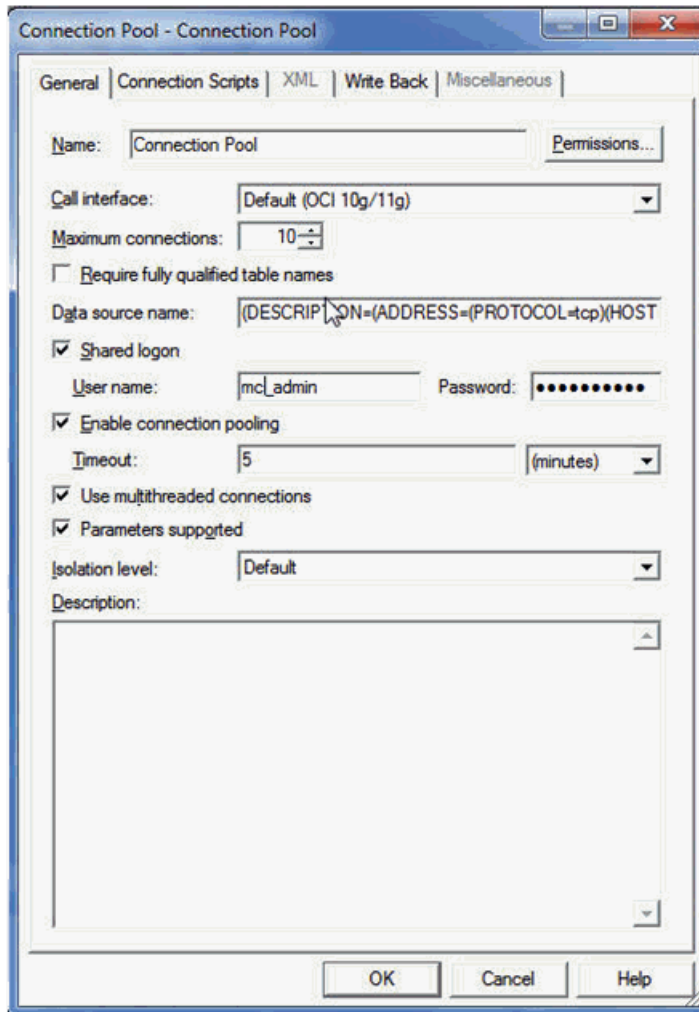 Connection Pool - Connection Pool
General Connection Scripts XML Write Back Miscellaneous
Name: Connection Pool Permissions...
Call interface: Default (OCI 10g/11g)
Maximum connections: 10
Require fully qualified table names
Data source name: (DESCRIPTION=(ADDRESS=(PROTOCOL=tcp)(HOST
Shared logon
User name: mcl_admin Password: ●●●●●●●●●●
Enable connection pooling
Timeout: 5 (minutes)
Use multithreaded connections
Parameters supported
Isolation level: Default
Description:
OK Cancel Help